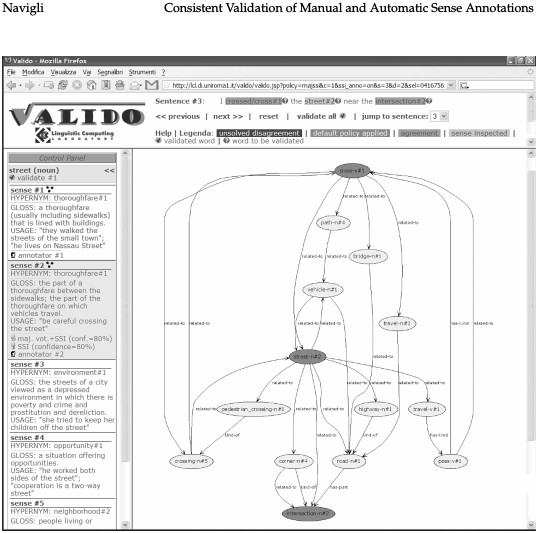 Navigli Consistent Validation of Manual and Automatic Sense Annotations
Valido - Mozilla Firefox
File Modifica Visualizza Vai Segnalibri Strumenti ?
http://lcl.di.uniroma1.it/valido/valido.jsp?policy=majss&c=1&ssi_anno=on&s=3&d=2&sel=0416756
VALIDO
Linguistic Computing
LABORATORY
Sentence #3: I crossed/cross#1 the street#2 near the intersection#2
<< previous | next >> | reset | validate all | jump to sentence: 3
Help | Legenda: unsolved disagreement | default policy applied | agreement | sense inspected |
validated word | word to be validated
Control Panel
street (noun) <<
validate #1
sense #1
HYPERNYM: thoroughfare#1
GLOSS: a thoroughfare
(usually including sidewalks)
that is lined with buildings.
USAGE: "they walked the
streets of the small town";
"he lives on Nassau Street"
annotator #1
sense #2
HYPERNYM: thoroughfare#1
GLOSS: the part of a
thoroughfare between the
sidewalks; the part of the
thoroughfare on which
vehicles travel.
USAGE: "be careful crossing
the street"
maj. vot.+SSI (conf.=80%)
SSI (confidence=80%)
annotator #2
sense #3
HYPERNYM: environment#1
GLOSS: the streets of a city
viewed as a depressed
environment in which there is
poverty and crime and
prostitution and dereliction.
USAGE: "she tried to keep her
children off the street"
sense #4
HYPERNYM: opportunity#1
GLOSS: a situation offering
opportunities.
USAGE: "he worked both
sides of the street";
"cooperation is a two-way
street"
sense #5
HYPERNYM: neighborhood#2
GLOSS: people living or
cross-v#1
related-to related-to
path-n#4
related-to
related-to related-to
bridge-n#1
vehicle-n#1
related-to related-to
travel-n#1
has-kind related-to
related-to
street-n#2
related-to related-to related-to
related-to pedestrian_crossing-n#1 related-to highway-n#1 travel-v#1
kind-of related-to kind-of has-kind
crossing-n#5 corner-n#4 road-n#1 pass-v#1
related-to kind-of has-part
intersection-n#2